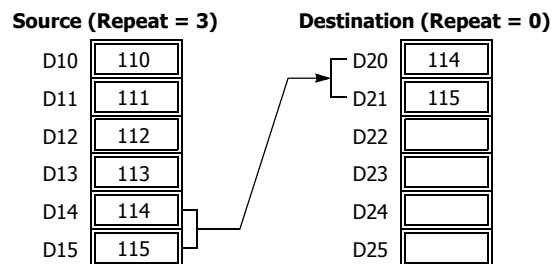 Source (Repeat = 3) Destination (Repeat = 0)
D10 110 D20 114
D11 111 D21 115
D12 112 D22
D13 113 D23
D14 114 D24
D15 115 D25